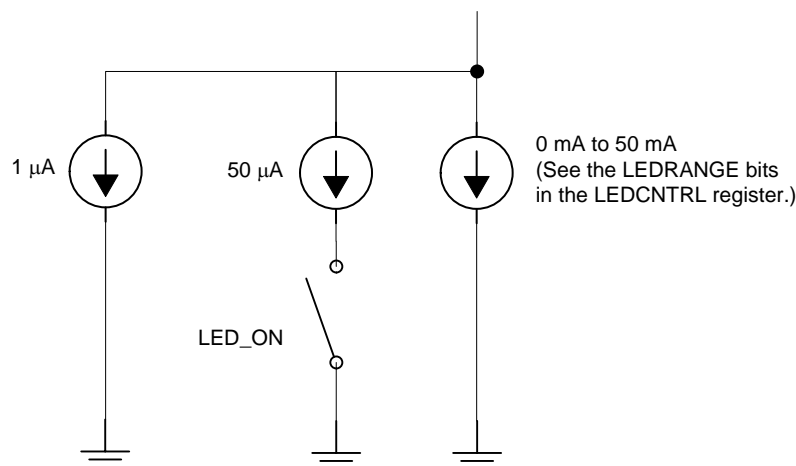 1 μA
50 μA
0 mA to 50 mA
(See the LEDRANGE bits
in the LEDCNTRL register.)
LED_ON